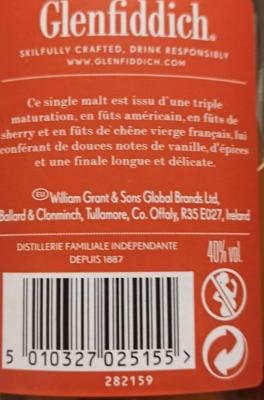 Glenfiddich®
SKILFULLY CRAFTED, DRINK RESPONSIBLY
WWW.GLENFIDDICH.COM
Ce single malt est issu d'une triple
maturation, en fûts américain, en fûts de
sherry et en fûts de chêne vierge français, lui
conférant de douces notes de vanille, d'épices
et une finale longue et délicate.
EU William Grant & Sons Global Brands Ltd,
Ballard & Clonminch, Tullamore, Co. Offaly, R35 E027, Ireland
DISTILLERIE FAMILIALE INDEPENDANTE
DEPUIS 1887
40% vol.
5 010327 025155 >
282159